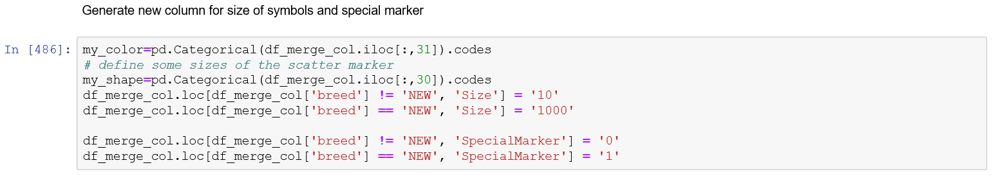 Generate new column for size of symbols and special marker
In [486]: my_color=pd.Categorical(df_merge_col.iloc[:,31]).codes
# define some sizes of the scatter marker
my_shape=pd.Categorical(df_merge_col.iloc[:,30]).codes
df_merge_col.loc[df_merge_col['breed'] != 'NEW', 'Size'] = '10'
df_merge_col.loc[df_merge_col['breed'] == 'NEW', 'Size'] = '1000'
df_merge_col.loc[df_merge_col['breed'] != 'NEW', 'SpecialMarker'] = '0'
df_merge_col.loc[df_merge_col['breed'] == 'NEW', 'SpecialMarker'] = '1'